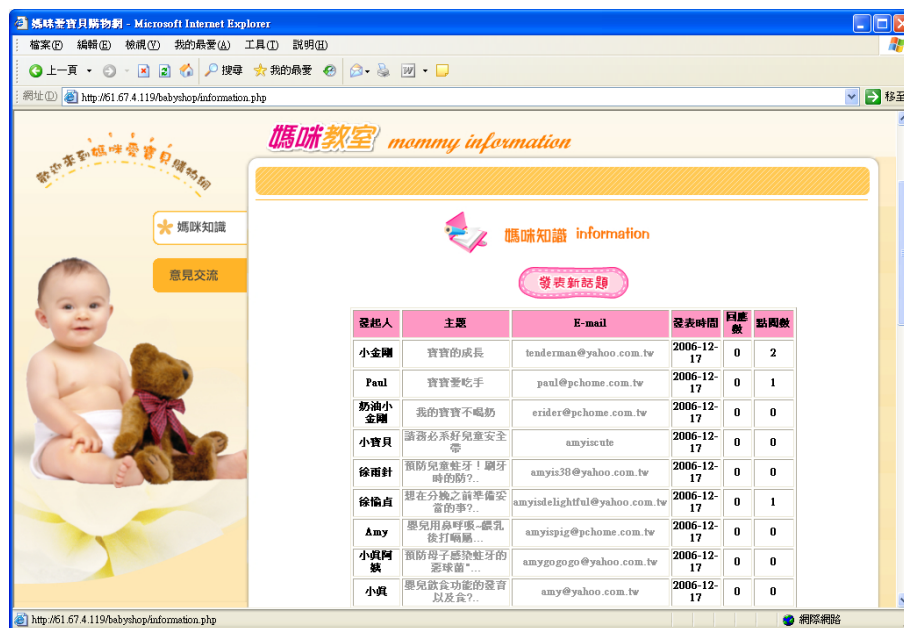 媽咪愛寶貝購物網 - Microsoft Internet Explorer
檔案(F) 編輯(E) 檢視(V) 我的最愛(A) 工具(T) 說明(H)
上一頁 搜尋 我的最愛
網址(D) http://61.67.4.119/babyshop/information.php 移至
歡迎來到媽咪愛寶貝購物網
媽咪教室 mommy information
媽咪知識
意見交流
媽咪知識 information
發表新話題
發起人 主題 E-mail 發表時間 回應數 點閱數
小金剛 寶寶的成長 tenderman@yahoo.com.tw 2006-12-17 0 2
Paul 寶寶愛吃手 paul@pchome.com.tw 2006-12-17 0 1
奶油小金剛 我的寶寶不喝奶 erider@pchome.com.tw 2006-12-17 0 0
小寶貝 請務必系好兒童安全帶 amyiscute 2006-12-17 0 0
徐雨針 預防兒童蛀牙！刷牙時的防?.. amyis38@yahoo.com.tw 2006-12-17 0 0
徐愉貞 想在分娩之前準備妥當的事?.. amyisdelightful@yahoo.com.tw 2006-12-17 0 1
Amy 嬰兒用鼻呼吸~餵乳後打嗝屬... amyispig@pchome.com.tw 2006-12-17 0 0
小真阿姨 預防母子感染蛀牙的惡球菌"... amygogogo@yahoo.com.tw 2006-12-17 0 0
小真 嬰兒飲食功能的發育以及食?.. amy@yahoo.com.tw 2006-12-17 0 0
http://61.67.4.119/babyshop/information.php 網際網路